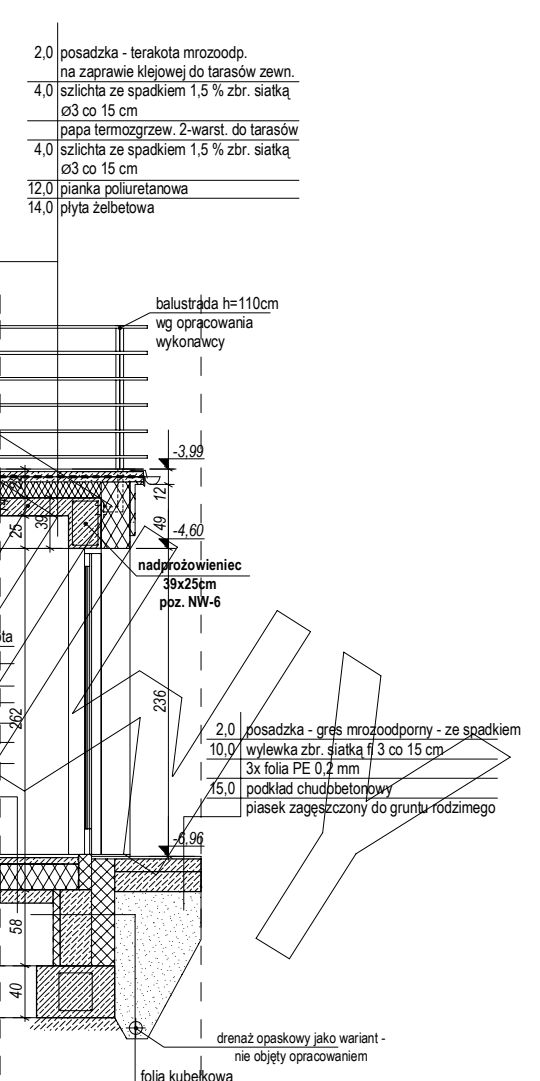 2,0 posadzka - terakota mrozoodp.
na zaprawie klejowej do tarasów zewn.
4,0 szlichta ze spadkiem 1,5 % zbr. siatką
Ø3 co 15 cm
papa termozgrzew. 2-warst. do tarasów
4,0 szlichta ze spadkiem 1,5 % zbr. siatką
Ø3 co 15 cm
12,0 pianka poliuretanowa
14,0 płyta żelbetowa
balustrada h=110cm
wg opracowania
wykonawcy
-3,99
12
49
25
39
-4,60
nadprożowieniec
39x25cm
poz. NW-6
262
236
2,0 posadzka - gres mrozoodporny - ze spadkiem
10,0 wylewka zbr. siatką fi 3 co 15 cm
3x folia PE 0,2 mm
15,0 podkład chudobetonowy
piasek zagęszczony do gruntu rodzimego
-6,96
58
40
drenaż opaskowy jako wariant -
nie objęty opracowaniem
folia kubełkowa